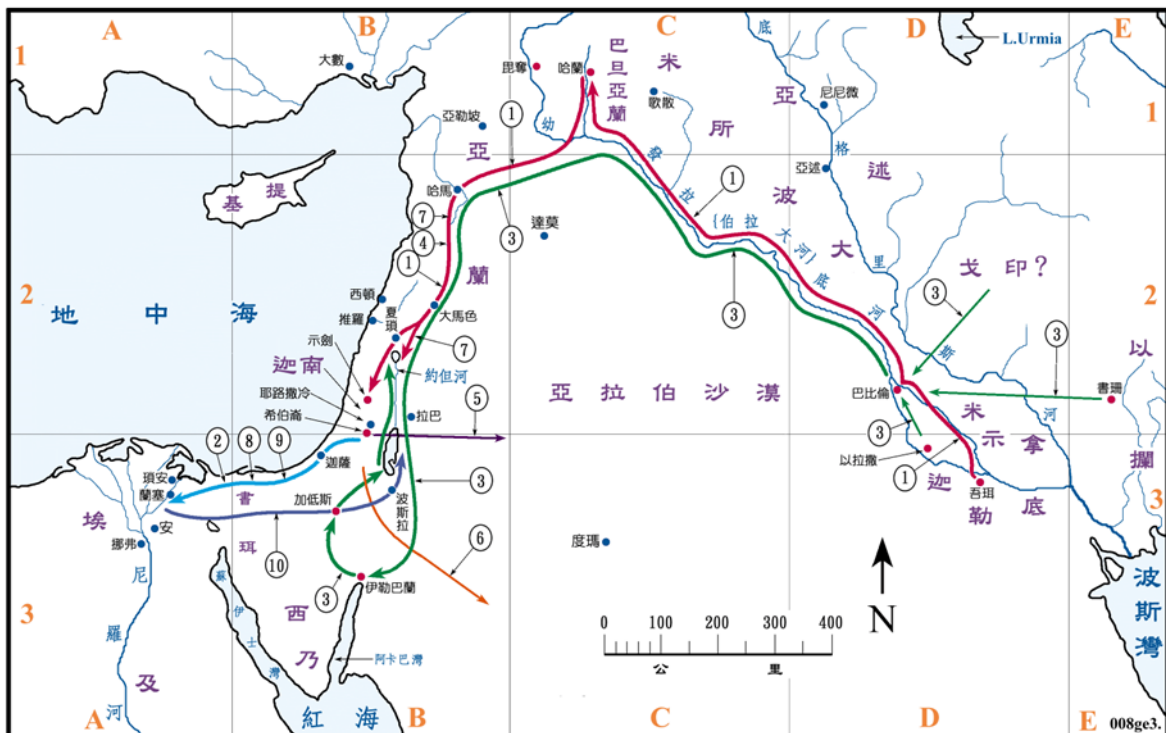 A
B
C
D
E
1
大數
毘奪
哈蘭
巴旦亞蘭
米所波大米
歌散
底格里斯河
亞述
尼尼微
L.Urmia
1
亞勒坡
亞蘭
幼發拉底河
{伯拉大河}
亞述
基提
哈馬
①
③
①
達莫
⑦
④
①
③
③
戈印?
③
③
2
地中海
西頓
推羅
夏瑣
大馬色
⑦
2
示劍
迦南
約但河
亞拉伯沙漠
巴比倫
書珊
以攔
耶路撒冷
希伯崙
拉巴
⑤
③
以拉撒
①
示拿
②
⑧
⑨
迦薩
瑣安
蘭塞
書珥
加低斯
波斯拉
③
吾珥
迦勒底
3
埃及
安
挪弗
⑩
⑥
度瑪
③
伊勒巴蘭
3
尼羅河
蘇伊士灣
西乃
阿卡巴灣
0
100
200
300
400
公里
N
波斯灣
紅海
A
B
C
D
E
008ge3.